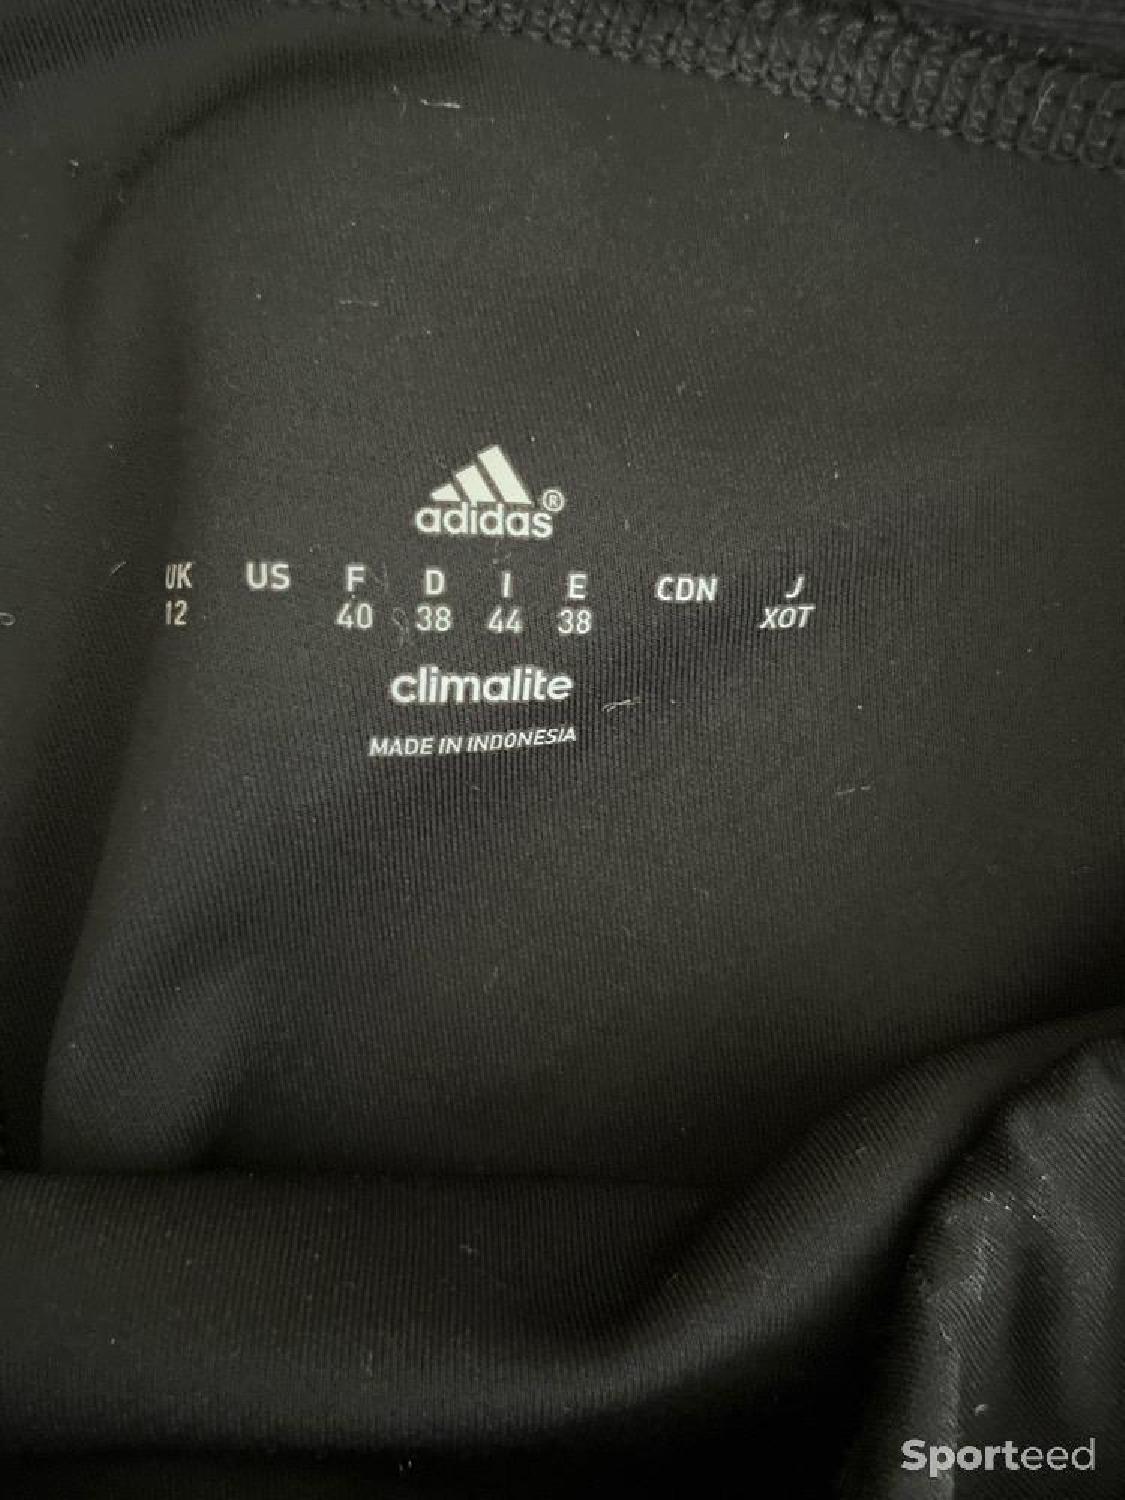 adidas®
UK US F D I E CDN J
12 40 38 44 38 XOT
climalite
MADE IN INDONESIA
Sporteed